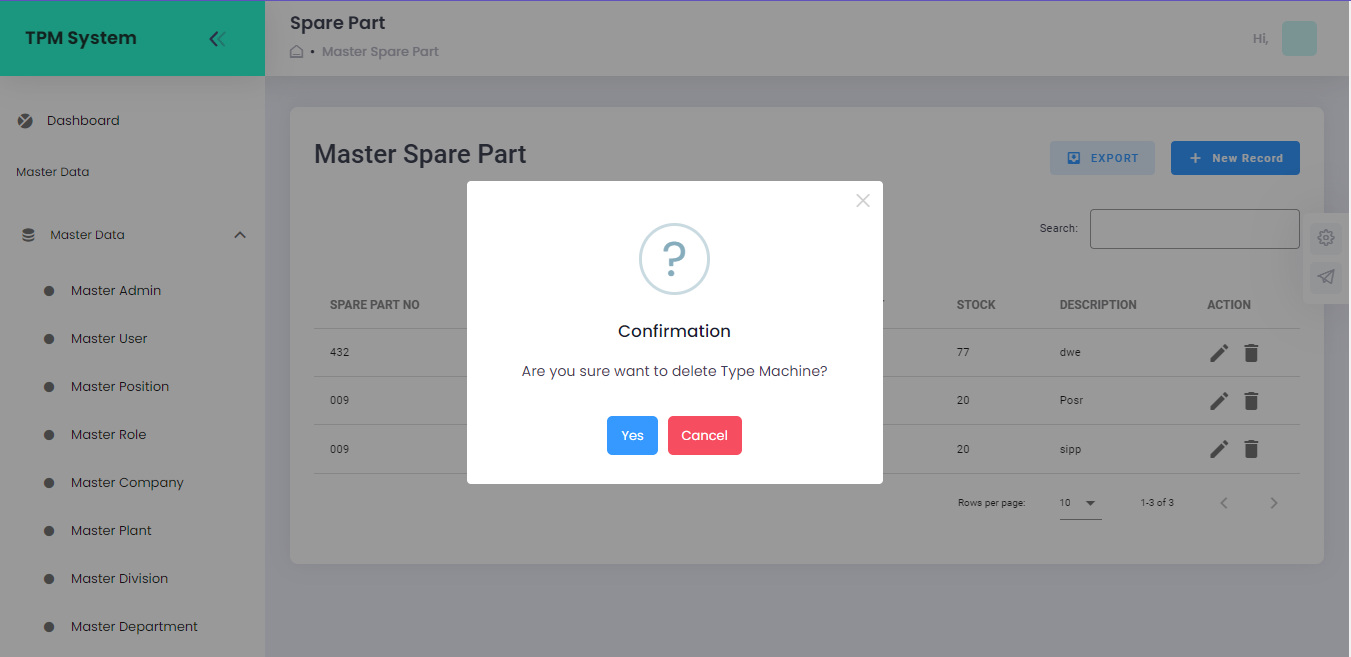 TPM System
Spare Part
Master Spare Part
Hi,
Dashboard
Master Data
Master Data
Master Admin
Master User
Master Position
Master Role
Master Company
Master Plant
Master Division
Master Department
Master Spare Part
EXPORT
New Record
Search:
SPARE PART NO STOCK DESCRIPTION ACTION
432 77 dwe
009 20 Posr
009 20 sipp
Rows per page: 10 1-3 of 3
?
Confirmation
Are you sure want to delete Type Machine?
Yes Cancel